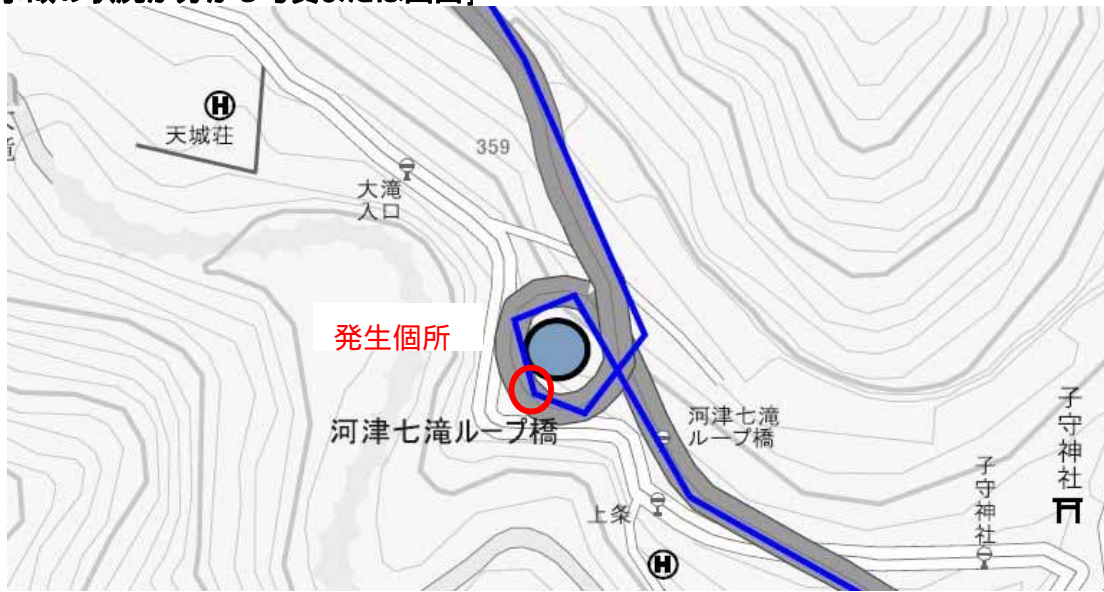 天城荘
大滝
入口
359
発生個所
河津七滝ループ橋
河津七滝
ループ橋
上条
子守神社
子守神社